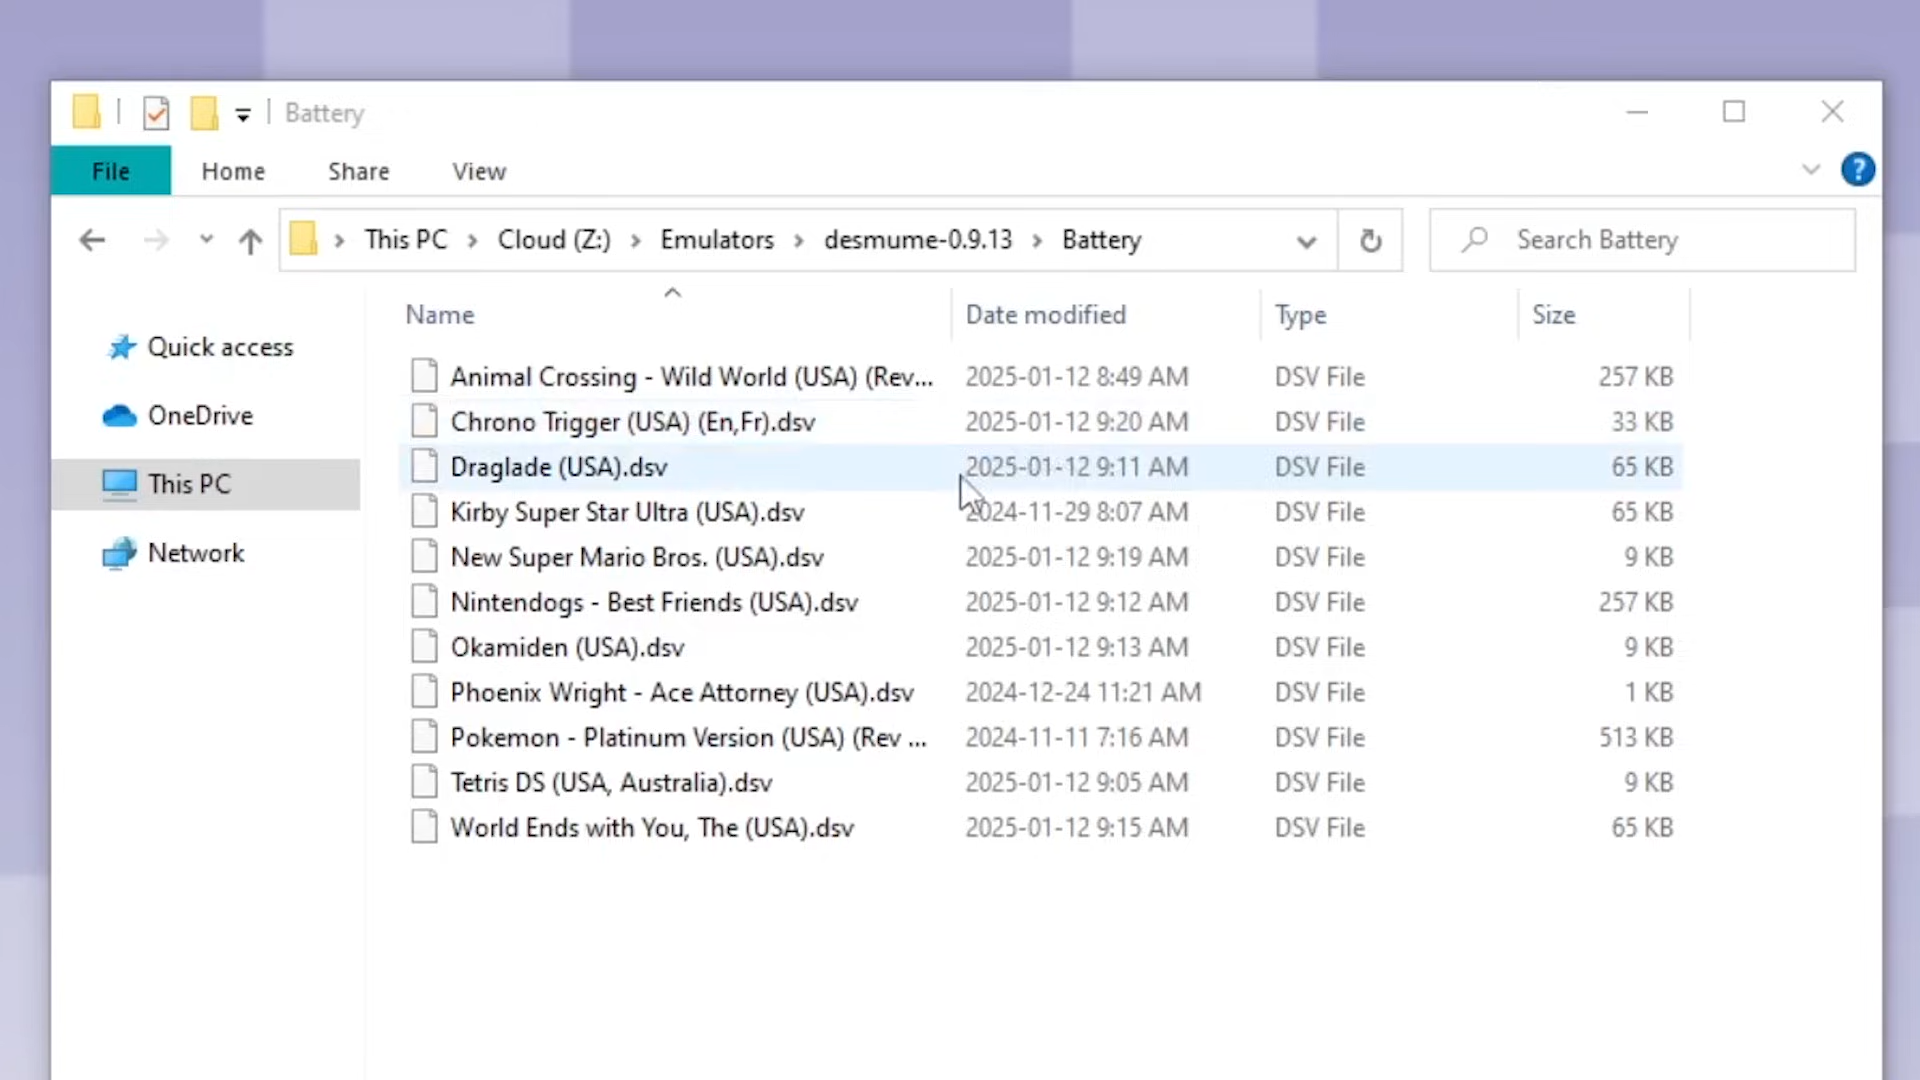 Battery
File Home Share View
This PC > Cloud (Z:) > Emulators > desmume-0.9.13 > Battery
Search Battery
Name Date modified Type Size
Quick access
OneDrive
This PC
Network
Animal Crossing - Wild World (USA) (Rev... 2025-01-12 8:49 AM DSV File 257 KB
Chrono Trigger (USA) (En,Fr).dsv 2025-01-12 9:20 AM DSV File 33 KB
Draglade (USA).dsv 2025-01-12 9:11 AM DSV File 65 KB
Kirby Super Star Ultra (USA).dsv 2024-11-29 8:07 AM DSV File 65 KB
New Super Mario Bros. (USA).dsv 2025-01-12 9:19 AM DSV File 9 KB
Nintendogs - Best Friends (USA).dsv 2025-01-12 9:12 AM DSV File 257 KB
Okamiden (USA).dsv 2025-01-12 9:13 AM DSV File 9 KB
Phoenix Wright - Ace Attorney (USA).dsv 2024-12-24 11:21 AM DSV File 1 KB
Pokemon - Platinum Version (USA) (Rev ... 2024-11-11 7:16 AM DSV File 513 KB
Tetris DS (USA, Australia).dsv 2025-01-12 9:05 AM DSV File 9 KB
World Ends with You, The (USA).dsv 2025-01-12 9:15 AM DSV File 65 KB